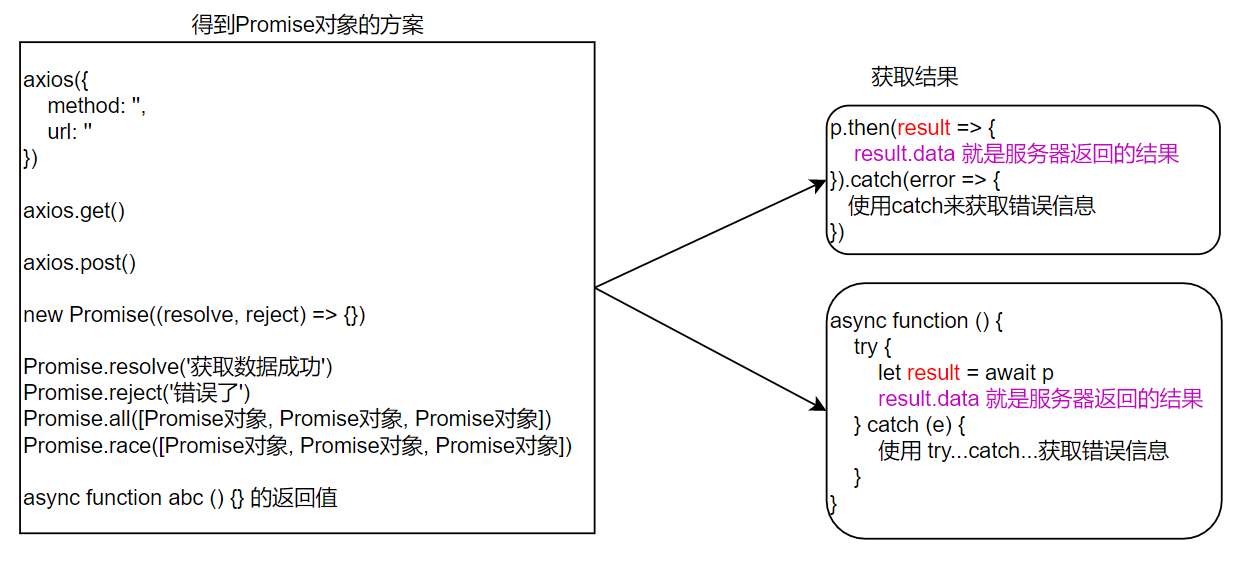 得到Promise对象的方案
axios({
method: '',
url: ''
})
axios.get()
axios.post()
new Promise((resolve, reject) => {})
Promise.resolve('获取数据成功')
Promise.reject('错误了')
Promise.all([Promise对象, Promise对象, Promise对象])
Promise.race([Promise对象, Promise对象, Promise对象])
async function abc () {} 的返回值
获取结果
p.then(result => {
result.data 就是服务器返回的结果
}).catch(error => {
使用catch来获取错误信息
})
async function () {
try {
let result = await p
result.data 就是服务器返回的结果
} catch (e) {
使用 try...catch...获取错误信息
}
}